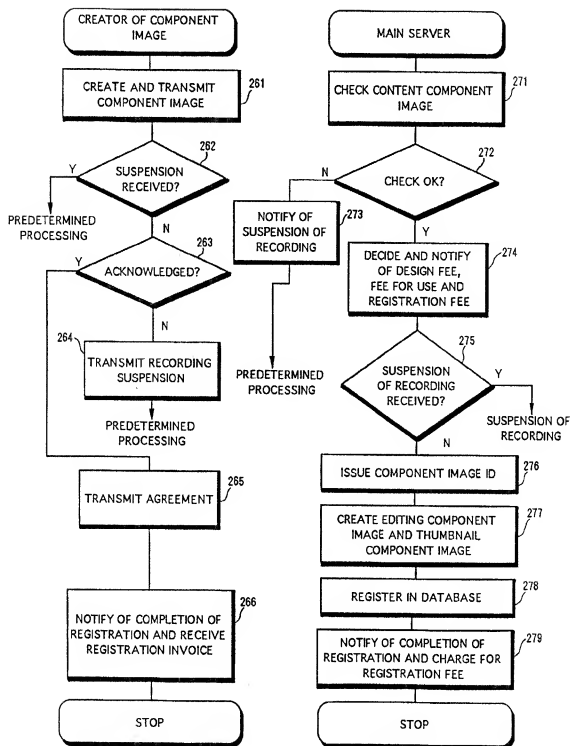 CREATOR OF COMPONENT
IMAGE
CREATE AND TRANSMIT
COMPONENT IMAGE
261
262
SUSPENSION
RECEIVED?
Y
PREDETERMINED
PROCESSING
N
263
Y
ACKNOWLEDGED?
N
264
TRANSMIT RECORDING
SUSPENSION
PREDETERMINED
PROCESSING
265
TRANSMIT AGREEMENT
266
NOTIFY OF COMPLETION OF
REGISTRATION AND RECEIVE
REGISTRATION INVOICE
STOP
MAIN SERVER
271
CHECK CONTENT COMPONENT
IMAGE
272
N
CHECK OK?
273
NOTIFY OF
SUSPENSION OF
RECORDING
PREDETERMINED
PROCESSING
Y
274
DECIDE AND NOTIFY
OF DESIGN FEE,
FEE FOR USE AND
REGISTRATION FEE
275
SUSPENSION
OF RECORDING
RECEIVED?
Y
SUSPENSION OF
RECORDING
N
276
ISSUE COMPONENT IMAGE ID
277
CREATE EDITING COMPONENT
IMAGE AND THUMBNAIL
COMPONENT IMAGE
278
REGISTER IN DATABASE
279
NOTIFY OF COMPLETION OF
REGISTRATION AND CHARGE FOR
REGISTRATION FEE
STOP